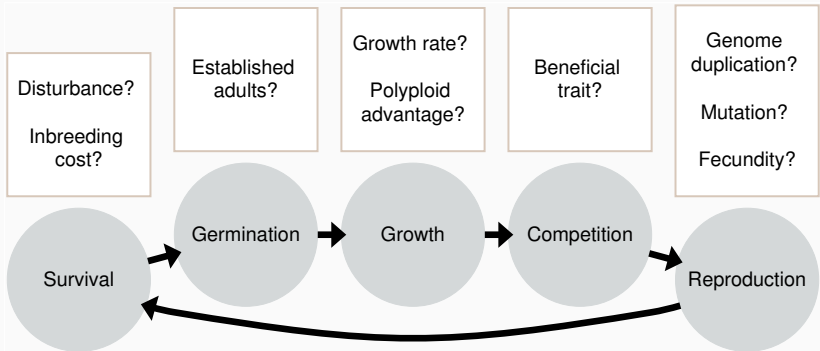 Disturbance?
Inbreeding
cost?
Established
adults?
Growth rate?
Polyploid
advantage?
Beneficial
trait?
Genome
duplication?
Mutation?
Fecundity?
Survival
Germination
Growth
Competition
Reproduction